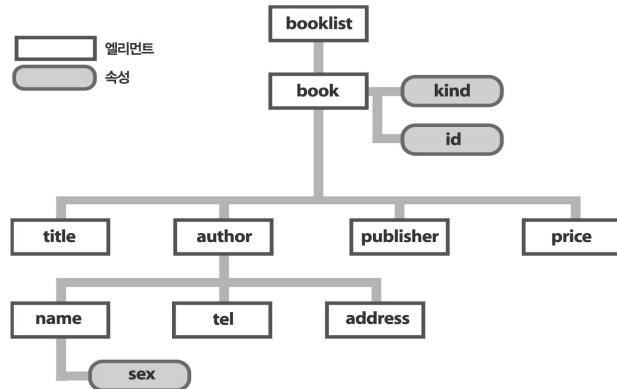 booklist
엘리먼트
속성
book
kind
id
title
author
publisher
price
name
tel
address
sex